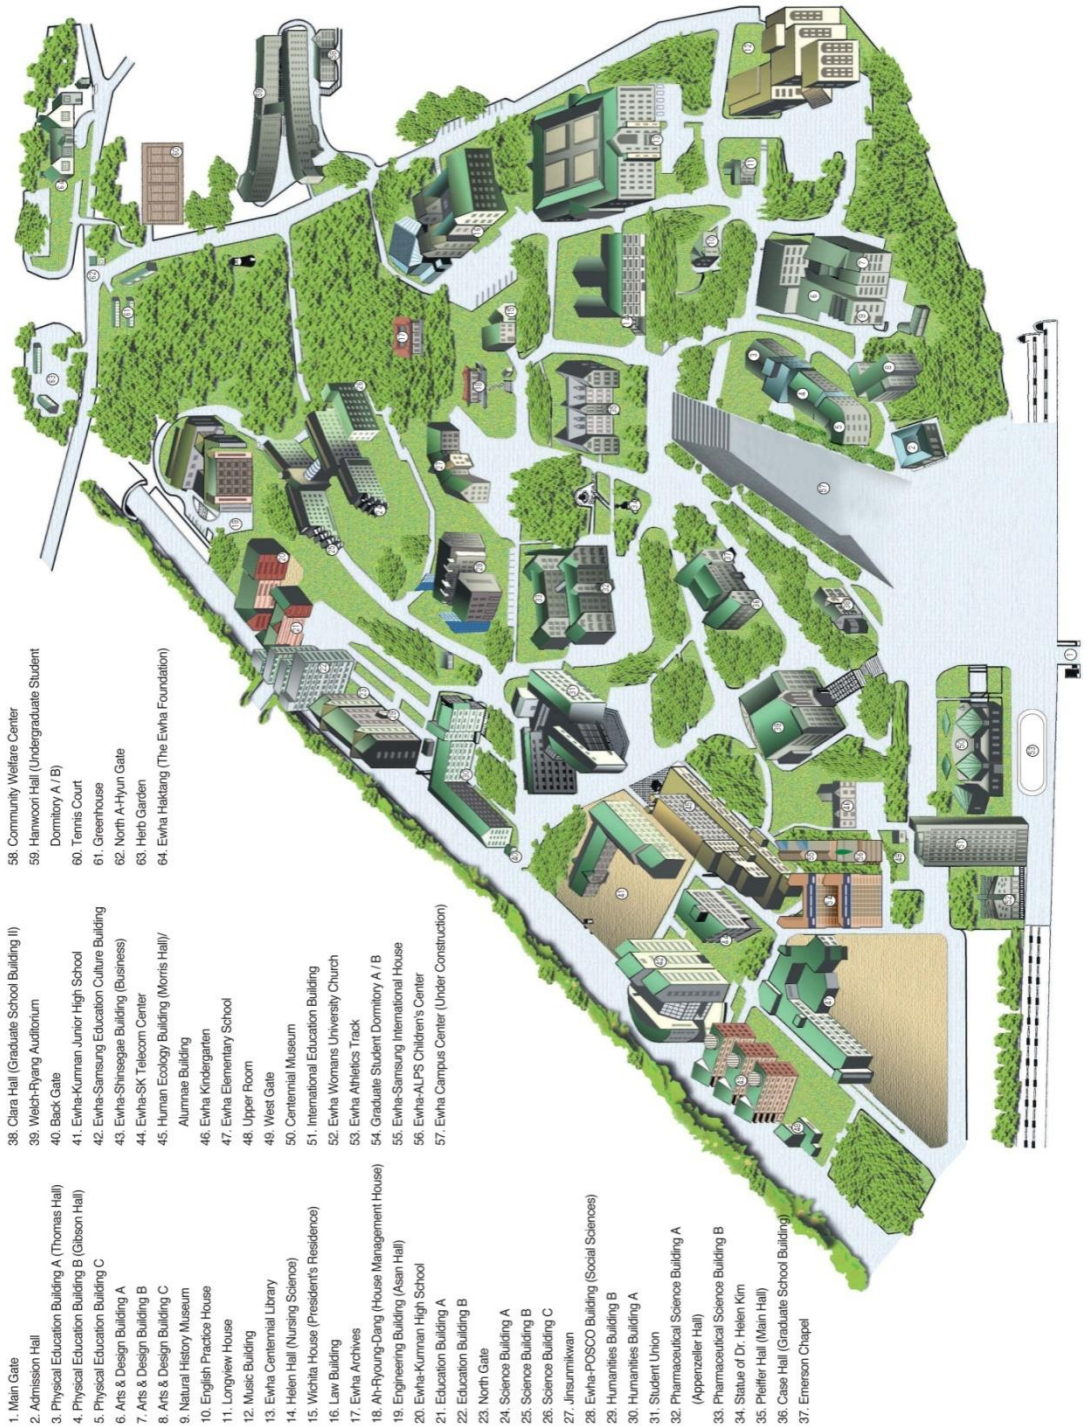 1. Main Gate
2. Admission Hall
3. Physical Education Building A (Thomas Hall)
4. Physical Education Building B (Gibson Hall)
5. Physical Education Building C
6. Arts & Design Building A
7. Arts & Design Building B
8. Arts & Design Building C
9. Natural History Museum
10. English Practice House
11. Longview House
12. Music Building
13. Ewha Centennial Library
14. Helen Hall (Nursing Science)
15. Wichita House (President's Residence)
16. Law Building
17. Ewha Archives
18. Ah-Ryoung-Dang (House Management House)
19. Engineering Building (Asan Hall)
20. Ewha-Kumnan High School
21. Education Building A
22. Education Building B
23. North Gate
24. Science Building A
25. Science Building B
26. Science Building C
27. Jinsunmikwan
28. Ewha-POSCO Building (Social Sciences)
29. Humanities Building B
30. Humanities Building A
31. Student Union
32. Pharmaceutical Science Building A
(Appenzeller Hall)
33. Pharmaceutical Science Building B
34. Statue of Dr. Helen Kim
35. Pfeiffer Hall (Main Hall)
36. Case Hall (Graduate School Building)
37. Emerson Chapel
38. Clara Hall (Graduate School Building II)
39. Welch-Ryang Auditorium
40. Back Gate
41. Ewha-Kumnan Junior High School
42. Ewha-Samsung Education Culture Building
43. Ewha-Shinsegae Building (Business)
44. Ewha-SK Telecom Center
45. Human Ecology Building (Morris Hall)/
Alumnae Building
46. Ewha Kindergarten
47. Ewha Elementary School
48. Upper Room
49. West Gate
50. Centennial Museum
51. International Education Building
52. Ewha Womans University Church
53. Ewha Athletics Track
54. Graduate Student Dormitory A / B
55. Ewha-Samsung International House
56. Ewha-ALPS Children's Center
57. Ewha Campus Center (Under Construction)
58. Community Welfare Center
59. Hanwoori Hall (Undergraduate Student
Dormitory A / B)
60. Tennis Court
61. Greenhouse
62. North A-Hyun Gate
63. Herb Garden
64. Ewha Haktang (The Ewha Foundation)